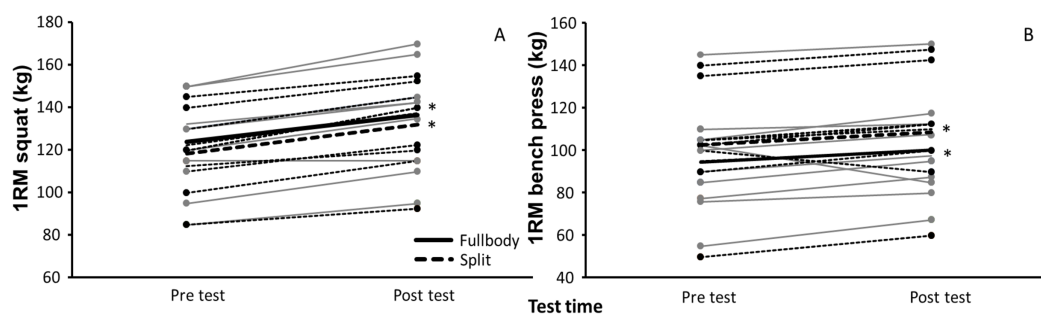 1RM squat (kg)
180
160
140
120
100
80
60
A
*
*
Fullbody
Split
Pre test
Post test
1RM bench press (kg)
160
140
120
100
80
60
40
B
*
*
Pre test
Post test
Test time